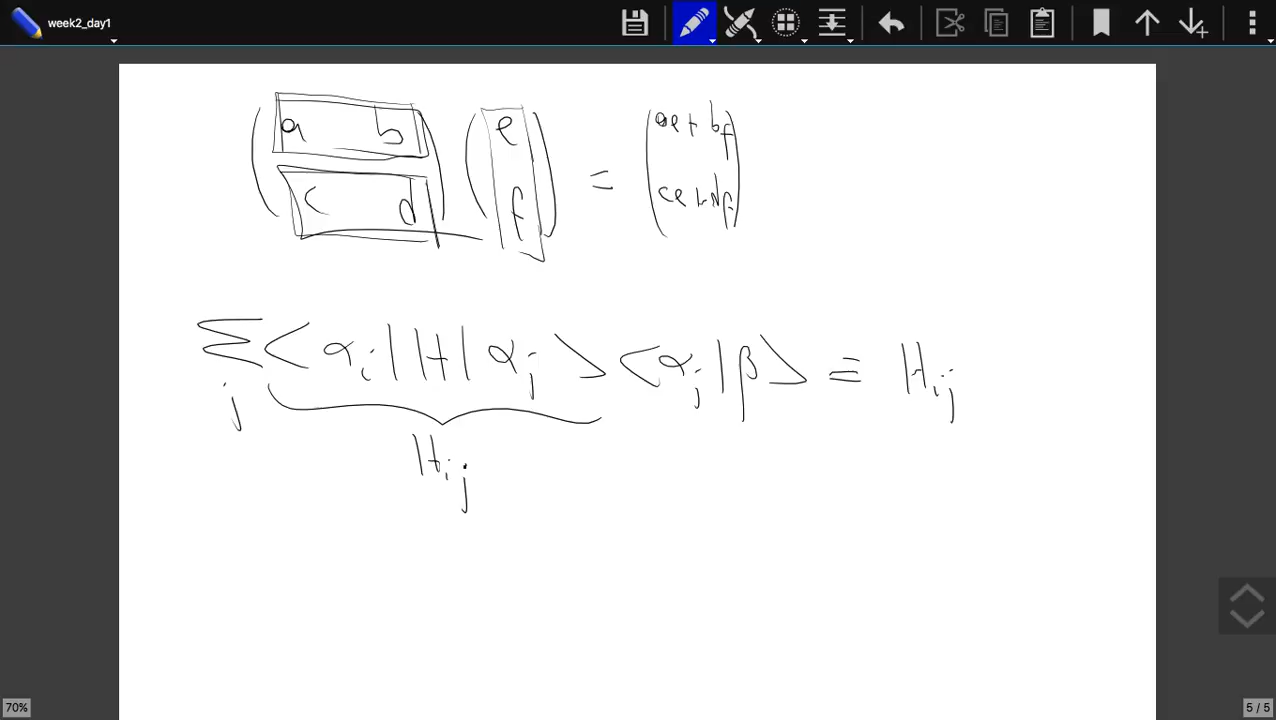 week2_day1
( a b ) ( e ) = ( ae + bf )
( c d ) ( f ) ( ce + df )
∑ < αi | H | αj > < αj | β > = Hij
j
Hij
70%
5 / 5